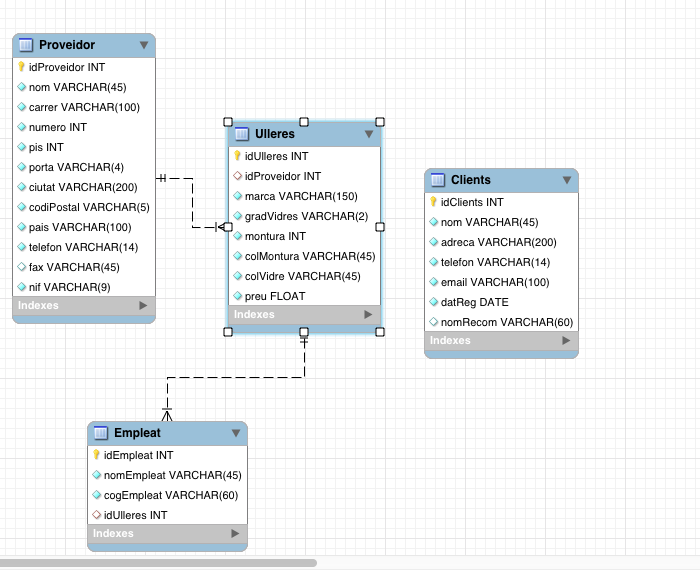 Proveidor
idProveidor INT
nom VARCHAR(45)
carrer VARCHAR(100)
numero INT
pis INT
porta VARCHAR(4)
ciutat VARCHAR(200)
codiPostal VARCHAR(5)
pais VARCHAR(100)
telefon VARCHAR(14)
fax VARCHAR(45)
nif VARCHAR(9)
Indexes
Ulleres
idUlleres INT
idProveidor INT
marca VARCHAR(150)
gradVidres VARCHAR(2)
montura INT
colMontura VARCHAR(45)
colVidre VARCHAR(45)
preu FLOAT
Indexes
Clients
idClients INT
nom VARCHAR(45)
adreca VARCHAR(200)
telefon VARCHAR(14)
email VARCHAR(100)
datReg DATE
nomRecom VARCHAR(60)
Indexes
Empleat
idEmpleat INT
nomEmpleat VARCHAR(45)
cogEmpleat VARCHAR(60)
idUlleres INT
Indexes